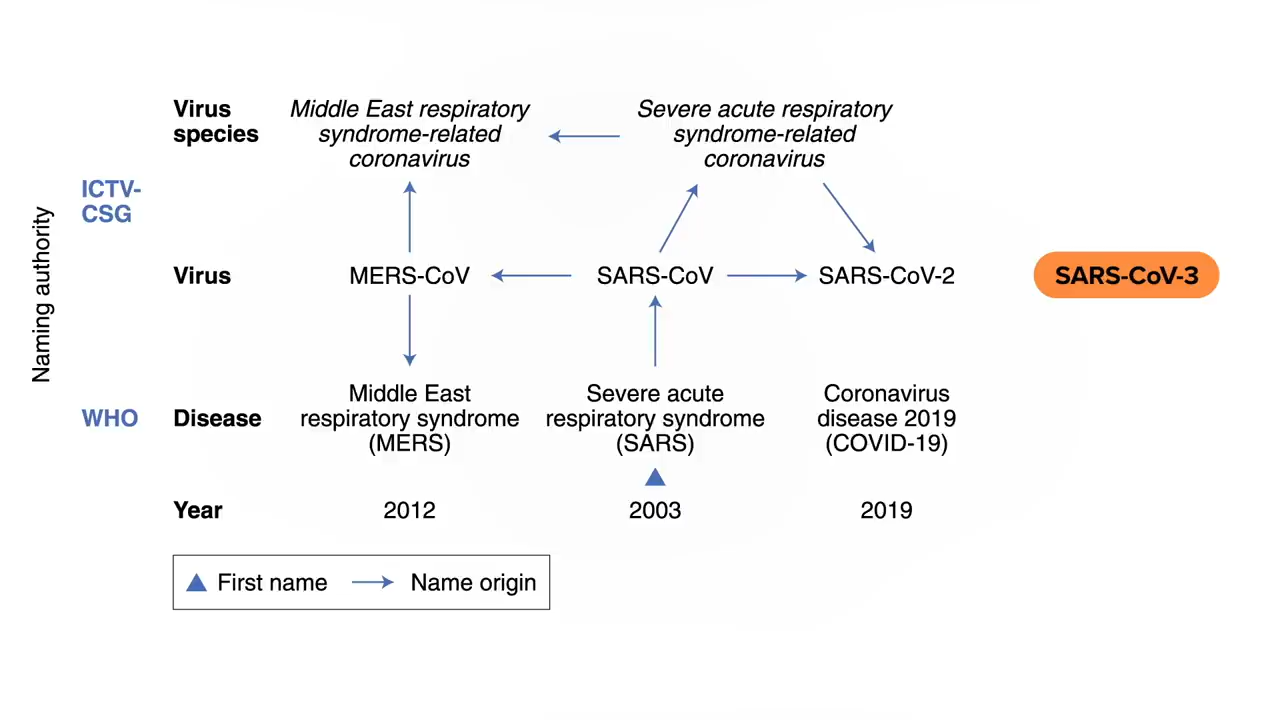 Naming authority
ICTV-
CSG
WHO
Virus
species
Middle East respiratory
syndrome-related
coronavirus
Severe acute respiratory
syndrome-related
coronavirus
Virus
MERS-CoV
SARS-CoV
SARS-CoV-2
SARS-CoV-3
Disease
Middle East
respiratory syndrome
(MERS)
Severe acute
respiratory syndrome
(SARS)
Coronavirus
disease 2019
(COVID-19)
Year
2012
2003
2019
First name
Name origin